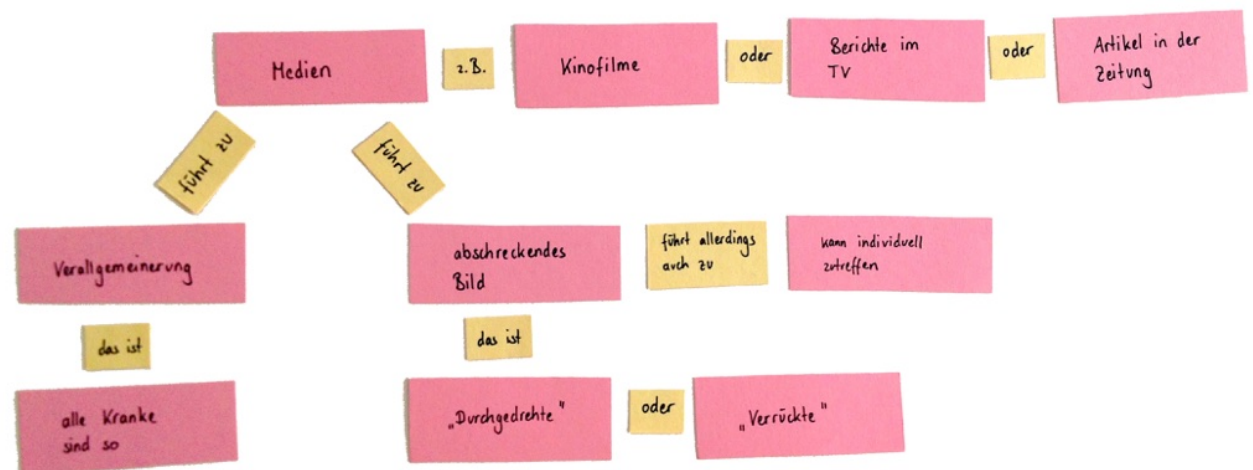 Medien
z.B.
Kinofilme
oder
Berichte im
TV
oder
Artikel in der
Zeitung
führt zu
führt zu
Verallgemeinerung
abschreckendes
Bild
führt allerdings
auch zu
kann individuell
zutreffen
das ist
das ist
alle Kranke
sind so
„Durchgedrehte"
oder
„Verrückte"